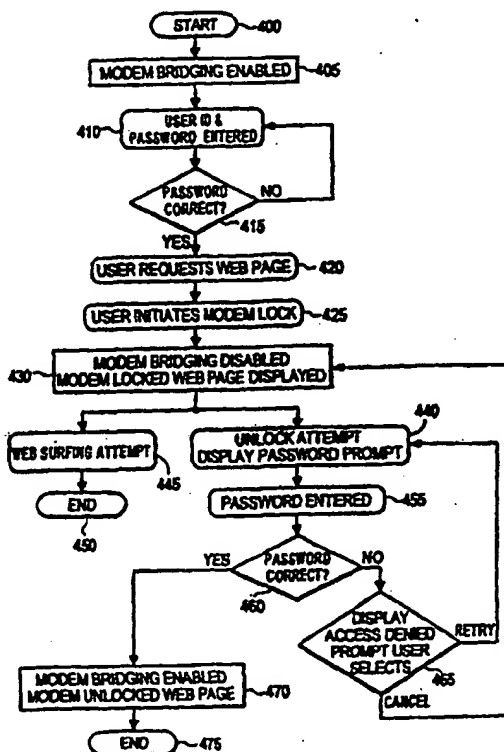 START
400
MODEM BRIDGING ENABLED
405
410
USER ID &
PASSWORD ENTERED
PASSWORD
CORRECT?
NO
415
YES
USER REQUESTS WEB PAGE
420
USER INITIATES MODEM LOCK
425
430
MODEM BRIDGING DISABLED
MODEM LOCKED WEB PAGE DISPLAYED
440
WEB SURFING ATTEMPT
445
UNLOCK ATTEMPT
DISPLAY PASSWORD PROMPT
END
450
PASSWORD ENTERED
455
YES
PASSWORD
CORRECT?
NO
460
DISPLAY
ACCESS DENIED
PROMPT USER
SELECTS
RETRY
465
MODEM BRIDGING ENABLED
MODEM UNLOCKED WEB PAGE
470
CANCEL
END
475